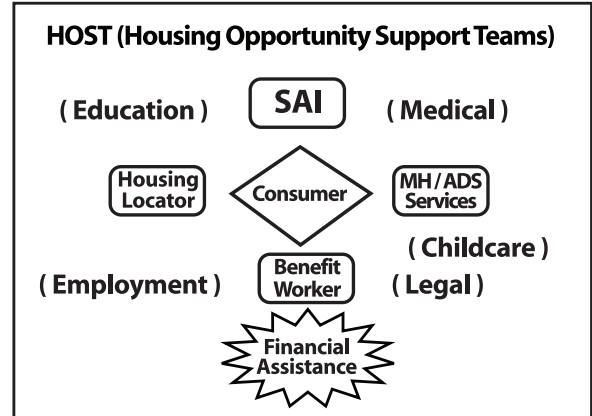 HOST (Housing Opportunity Support Teams)
( Education )
SAI
( Medical )
Housing
Locator
Consumer
MH / ADS
Services
( Childcare )
( Employment )
Benefit
Worker
( Legal )
Financial
Assistance